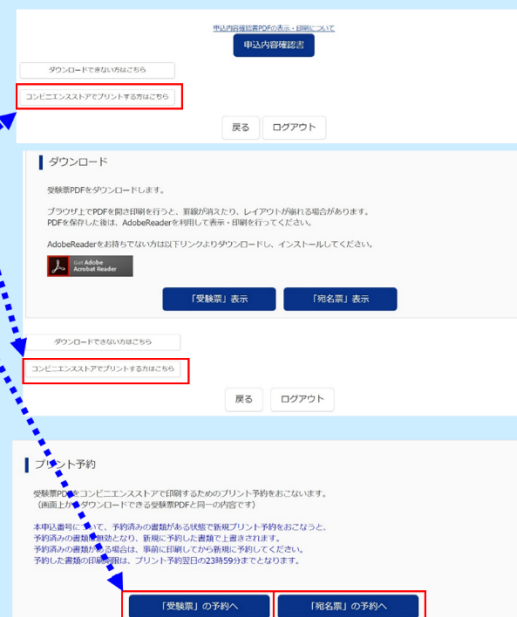 申込内容確認書PDFの表示・印刷について
申込内容確認書
ダウンロードできない方はこちら
コンビニエンスストアでプリントする方はこちら
戻る ログアウト
ダウンロード
受験票PDFをダウンロードします。
ブラウザ上でPDFを開き印刷を行うと、罫線が消えたり、レイアウトが崩れる場合があります。
PDFを保存した後は、AdobeReaderを利用して表示・印刷を行ってください。
AdobeReaderをお持ちでない方は以下リンクよりダウンロードし、インストールしてください。
Get Adobe
Acrobat Reader
「受験票」表示 「宛名票」表示
ダウンロードできない方はこちら
コンビニエンスストアでプリントする方はこちら
戻る ログアウト
プリント予約
受験票PDFをコンビニエンスストアで印刷するためのプリント予約をおこないます。
（画面上からダウンロードできる受験票PDFと同一の内容です）
本申込番号について、予約済みの書類がある状態で新規プリント予約をおこなうと、
予約済みの書類は無効となり、新規に予約した書類で上書きされます。
予約済みの書類がある場合は、事前に印刷してから新規に予約してください。
予約した書類の印刷期限は、プリント予約翌日の23時59分までとなります。
「受験票」の予約へ 「宛名票」の予約へ